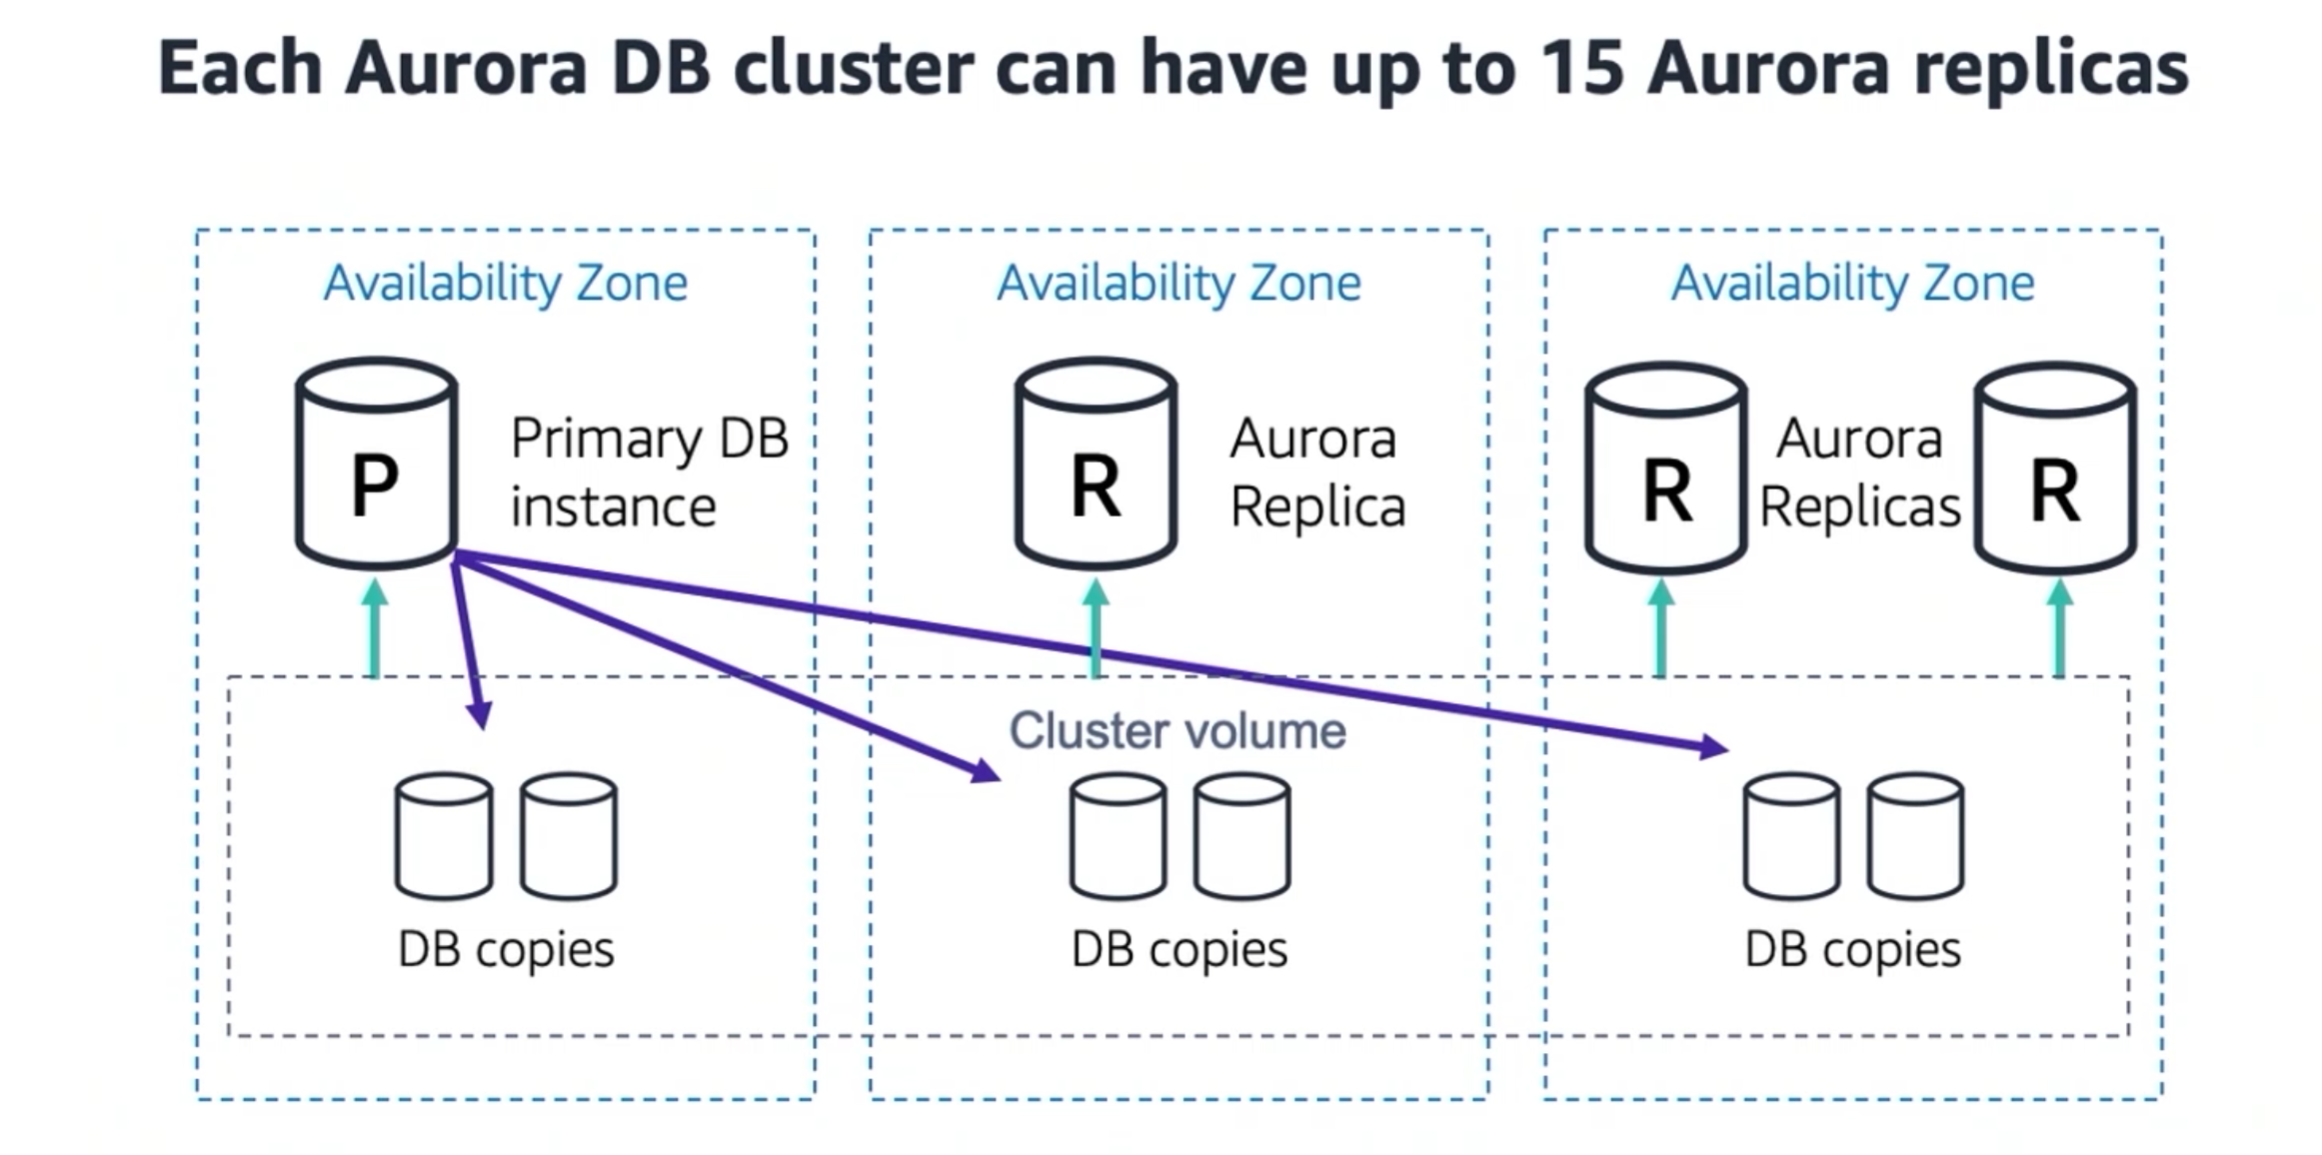 Each Aurora DB cluster can have up to 15 Aurora replicas
Availability Zone
P
Primary DB
instance
Availability Zone
R
Aurora
Replica
Availability Zone
R
Aurora
Replicas
R
Cluster volume
DB copies
DB copies
DB copies